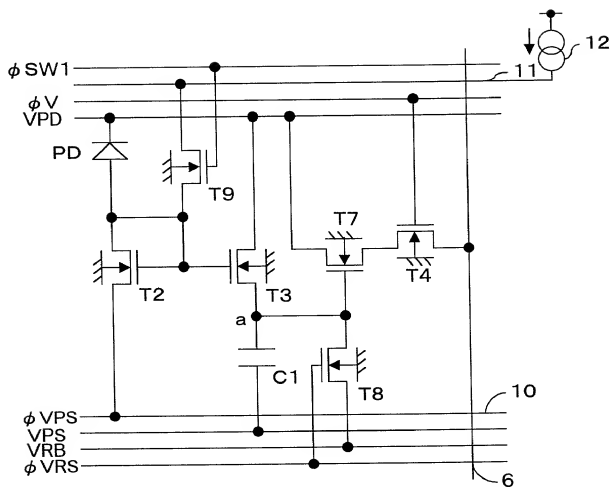 12
φSW1
11
φV
VPD
PD
T9
T7
T2
T3
T4
a
C1
T8
10
φVPS
VPS
VRB
φVRS
6